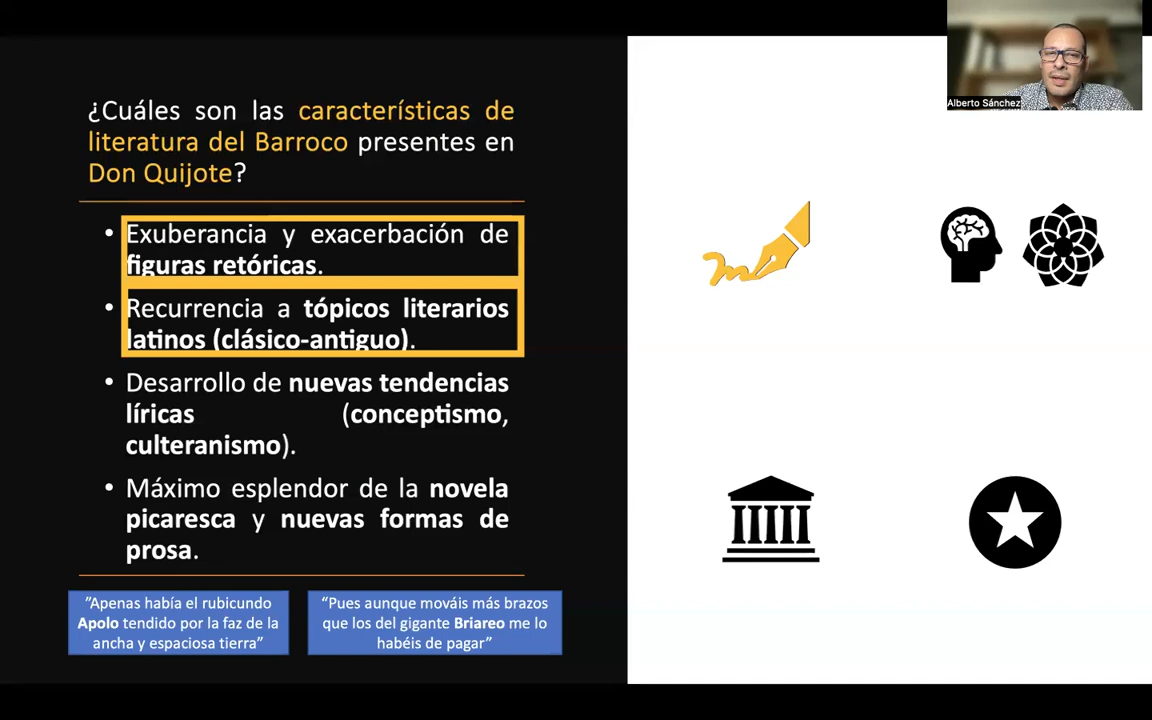 ¿Cuáles son las características de
literatura del Barroco presentes en
Don Quijote?
• Exuberancia y exacerbación de
figuras retóricas.
• Recurrencia a tópicos literarios
latinos (clásico-antiguo).
• Desarrollo de nuevas tendencias
líricas (conceptismo,
culteranismo).
• Máximo esplendor de la novela
picaresca y nuevas formas de
prosa.
”Apenas había el rubicundo
Apolo tendido por la faz de la
ancha y espaciosa tierra”
“Pues aunque mováis más brazos
que los del gigante Briareo me lo
habéis de pagar”
Alberto Sánchez